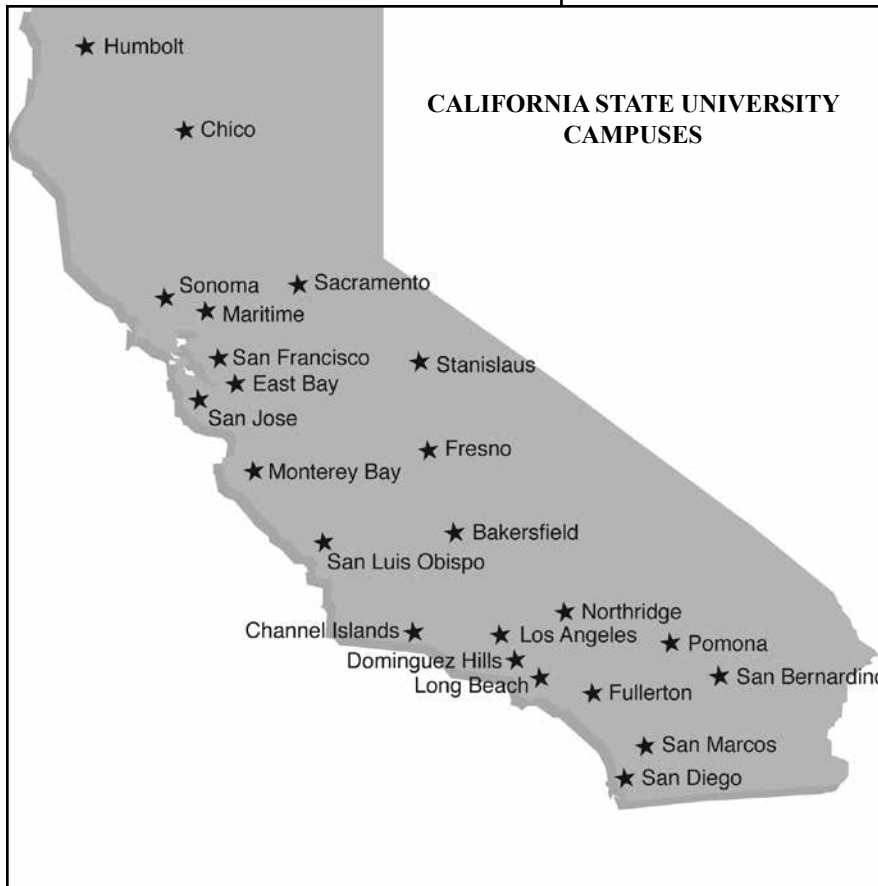 Humbolt
CALIFORNIA STATE UNIVERSITY
CAMPUSES
Chico
Sonoma
Sacramento
Maritime
San Francisco
Stanislaus
East Bay
San Jose
Fresno
Monterey Bay
Bakersfield
San Luis Obispo
Northridge
Channel Islands
Los Angeles
Pomona
Dominguez Hills
Long Beach
San Bernardino
Fullerton
San Marcos
San Diego